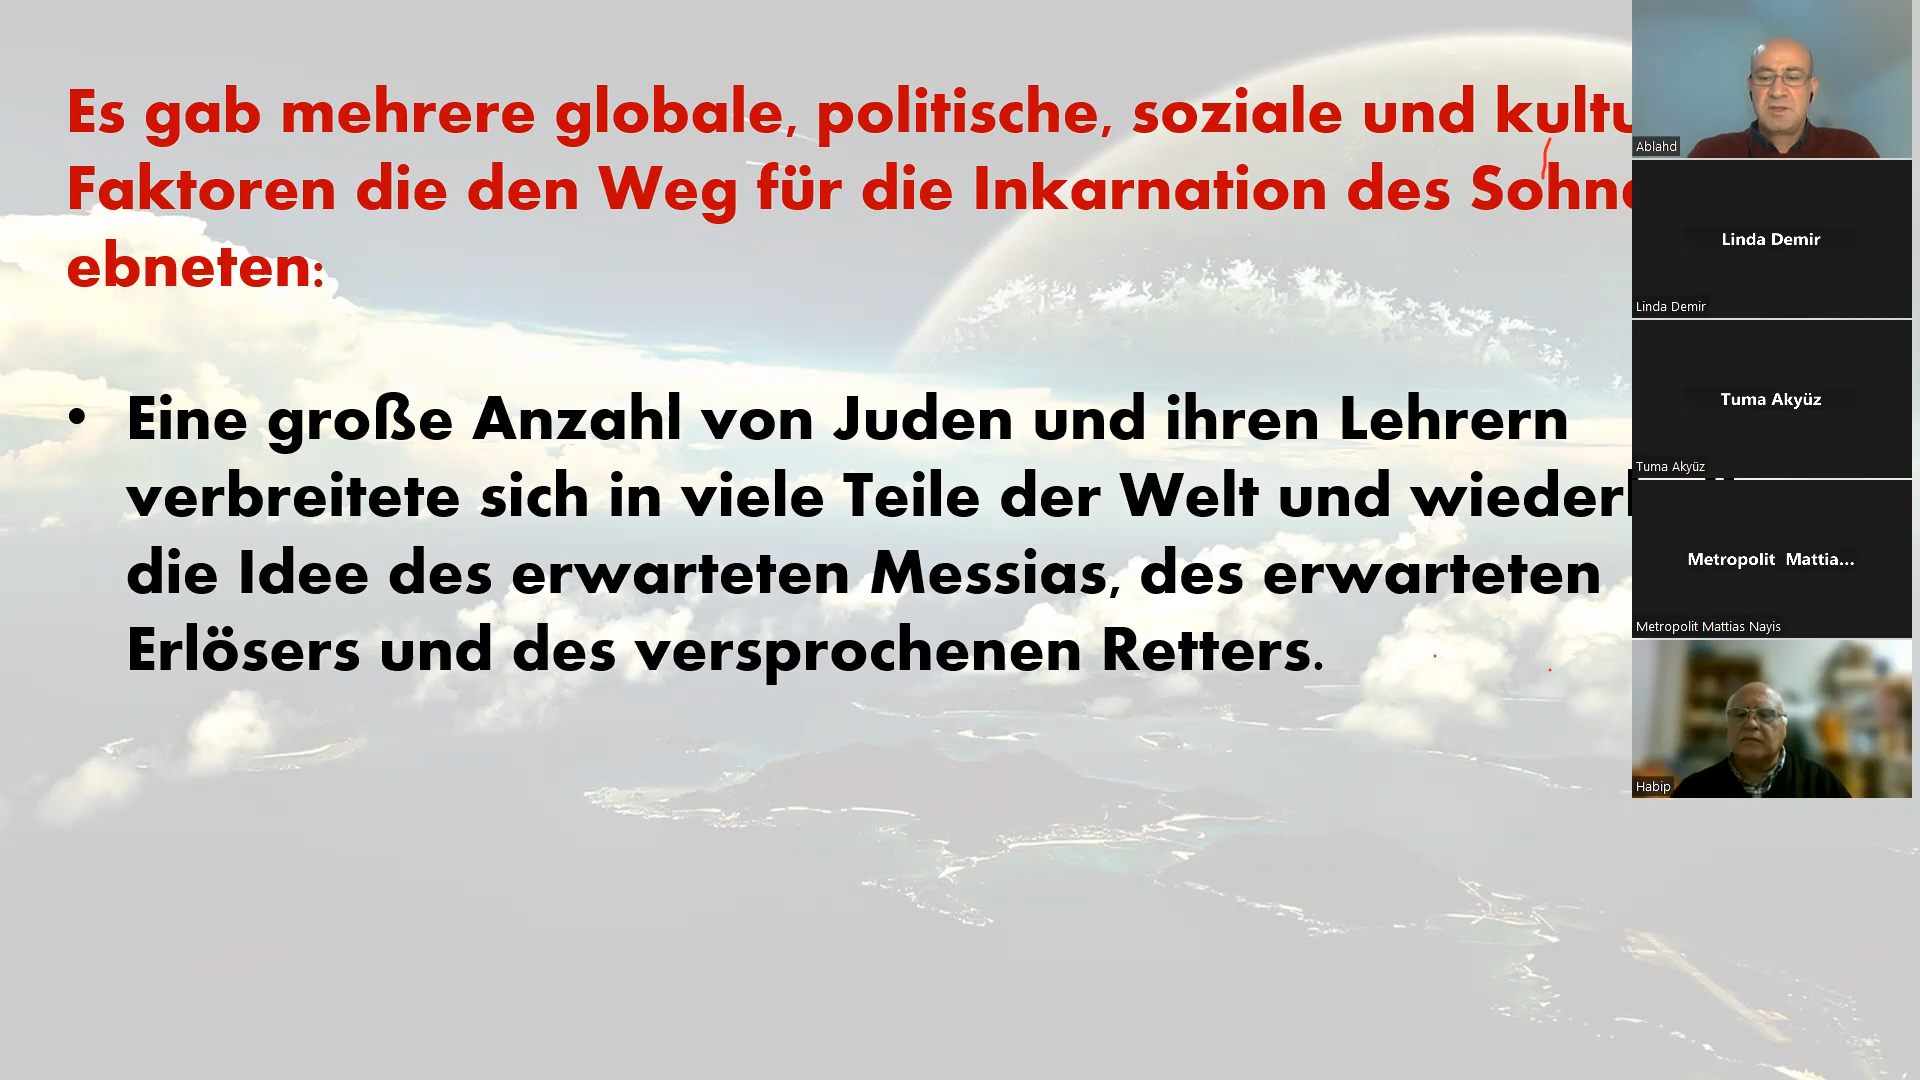 Es gab mehrere globale, politische, soziale und
Faktoren die den Weg für die Inkarnation des
ebneten:
• Eine große Anzahl von Juden und ihren Lehrern
verbreitete sich in viele Teile der Welt und
die Idee des erwarteten Messias, des erwarteten
Erlösers und des versprochenen Retters.
Ablahd
Linda Demir
Linda Demir
Tuma Akyüz
Tuma Akyüz
Metropolit Mattia...
Metropolit Mattias Nayis
Habip